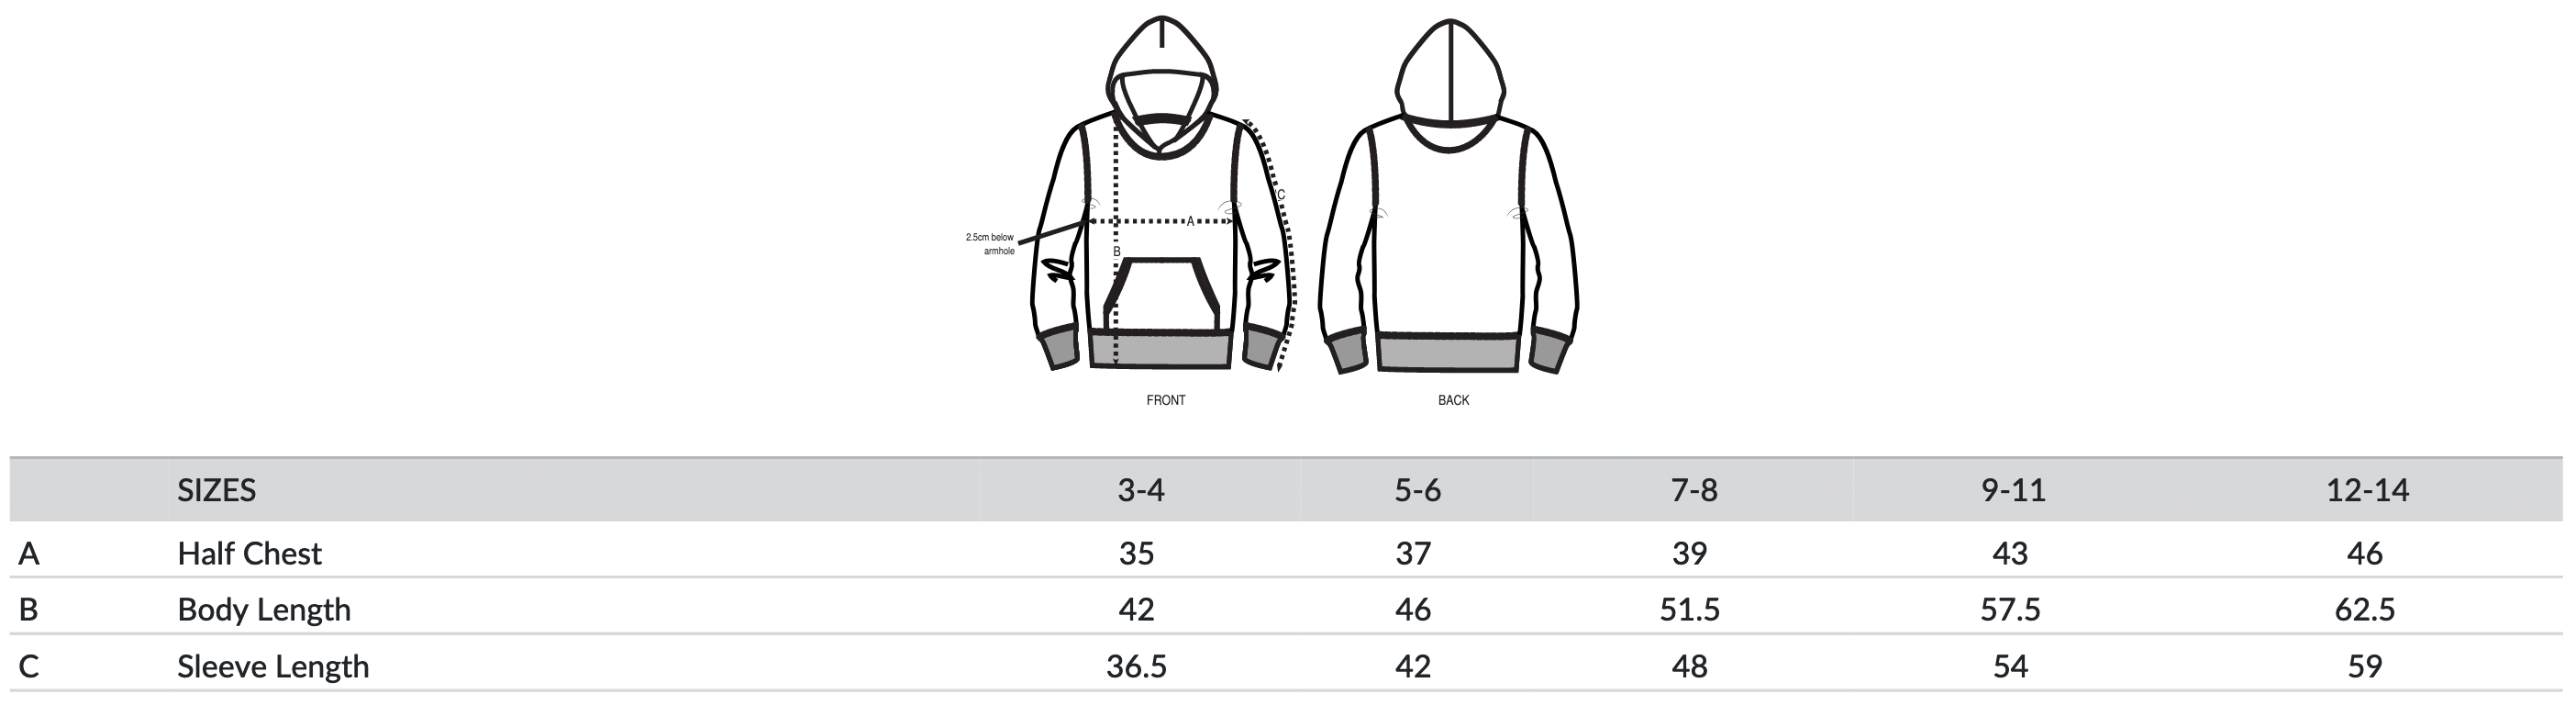 C
A
2.5cm below
armhole
B
FRONT BACK
SIZES 3-4 5-6 7-8 9-11 12-14
A Half Chest 35 37 39 43 46
B Body Length 42 46 51.5 57.5 62.5
C Sleeve Length 36.5 42 48 54 59